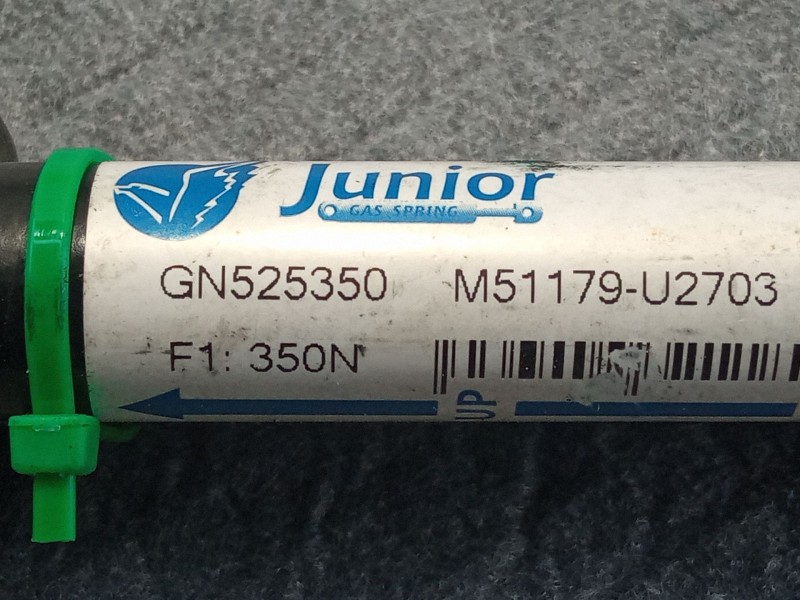 Junior
GAS SPRING
GN525350 M51179-U2703
F1: 350N
UP